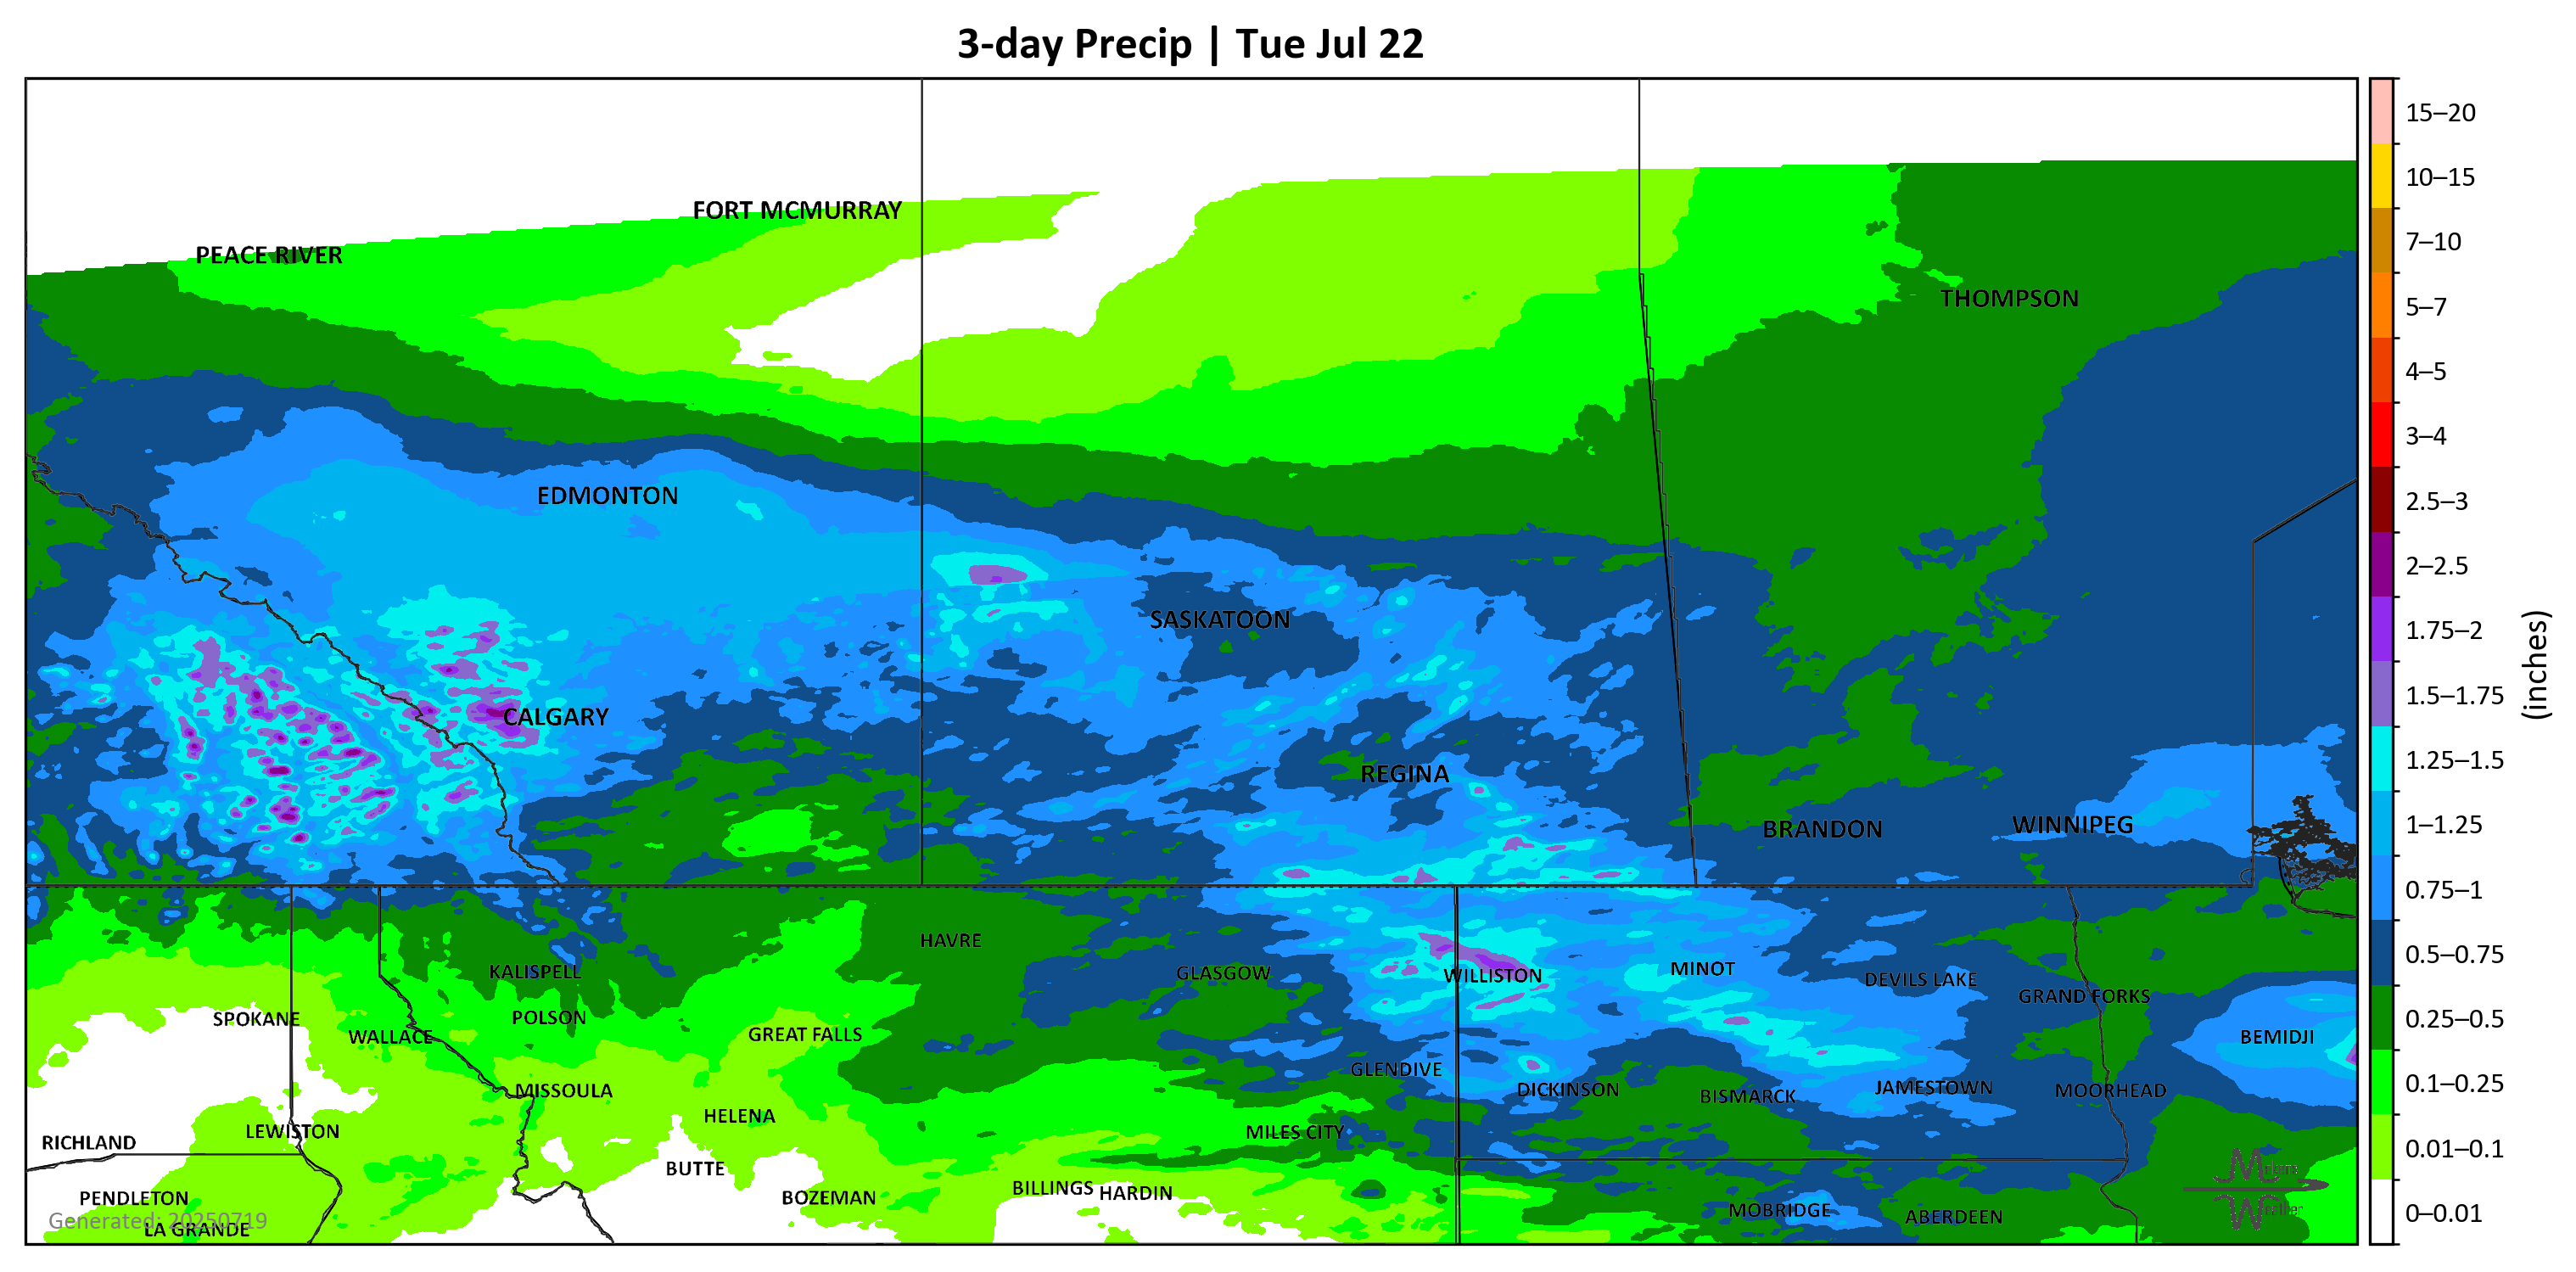 3-day Precip | Tue Jul 22
15–20
10–15
7–10
5–7
4–5
3–4
2.5–3
2–2.5
1.75–2
1.5–1.75
1.25–1.5
1–1.25
0.75–1
0.5–0.75
0.25–0.5
0.1–0.25
0.01–0.1
0–0.01
(inches)
FORT MCMURRAY
PEACE RIVER
THOMPSON
EDMONTON
SASKATOON
CALGARY
REGINA
BRANDON
WINNIPEG
HAVRE
KALISPELL
GLASGOW
WILLISTON
MINOT
DEVILS LAKE
GRAND FORKS
SPOKANE
POLSON
WALLACE
GREAT FALLS
BEMIDJI
GLENDIVE
MISSOULA
DICKINSON
BISMARCK
JAMESTOWN
MOORHEAD
HELENA
LEWISTON
RICHLAND
MILES CITY
BUTTE
PENDLETON
BOZEMAN
BILLINGS
HARDIN
MOBRIDGE
ABERDEEN
Generated: 20250719
LA GRANDE